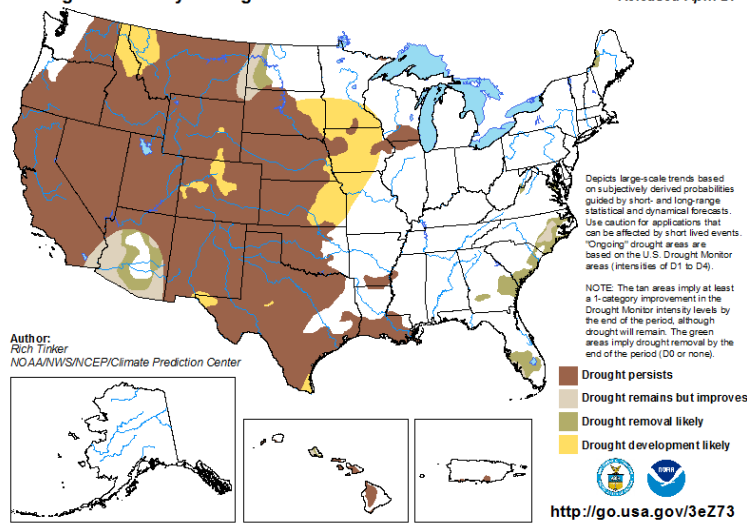 Depicts large-scale trends based
on subjectively derived probabilities
guided by short- and long-range
statistical and dynamical forecasts.
Use caution for applications that
can be affected by short lived events.
"Ongoing" drought areas are
based on the U.S. Drought Monitor
areas (intensities of D1 to D4).
NOTE: The tan areas imply at least
a 1-category improvement in the
Drought Monitor intensity levels by
the end of the period, although
drought will remain. The green
areas imply drought removal by the
end of the period (D0 or none).
Author:
Rich Tinker
NOAA/NWS/NCEP/Climate Prediction Center
Drought persists
Drought remains but improves
Drought removal likely
Drought development likely
NOAA
http://go.usa.gov/3eZ73